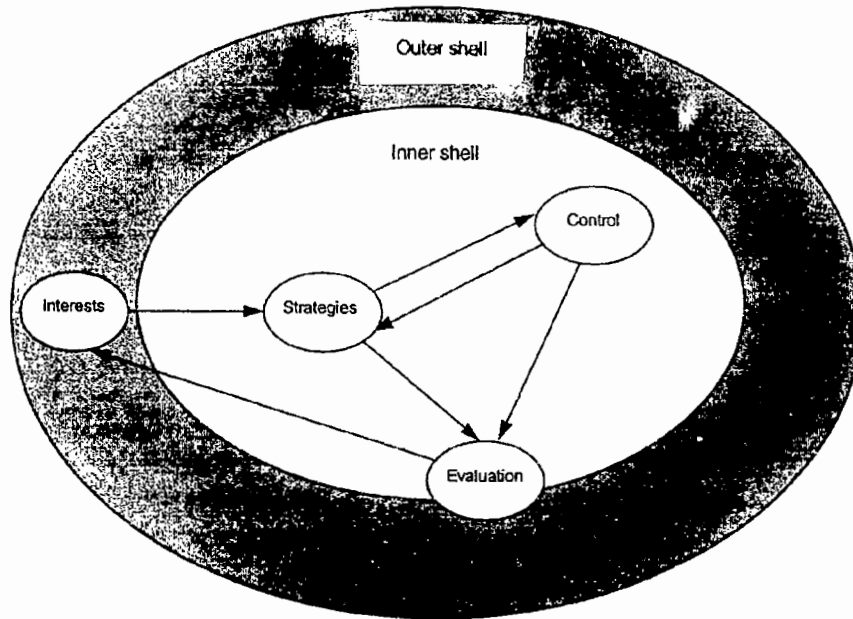 Outer shell
Inner shell
Control
Interests
Strategies
Evaluation